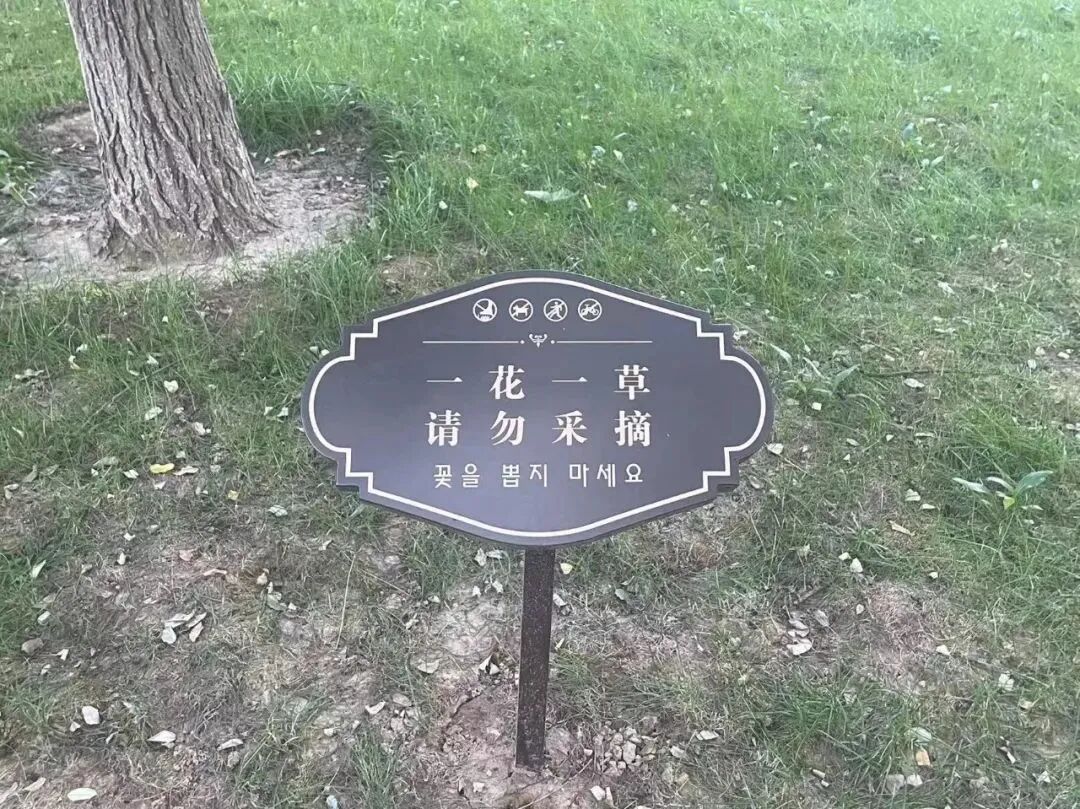 一花一草
请勿采摘
꽃을 뽑지 마세요